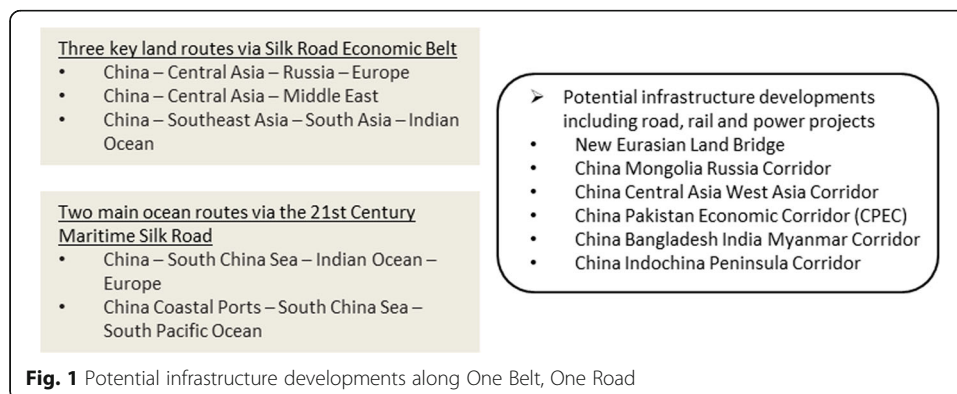 Three key land routes via Silk Road Economic Belt
• China – Central Asia – Russia – Europe
• China – Central Asia – Middle East
• China – Southeast Asia – South Asia – Indian
Ocean
Two main ocean routes via the 21st Century
Maritime Silk Road
• China – South China Sea – Indian Ocean –
Europe
• China Coastal Ports – South China Sea –
South Pacific Ocean
➤ Potential infrastructure developments
including road, rail and power projects
• New Eurasian Land Bridge
• China Mongolia Russia Corridor
• China Central Asia West Asia Corridor
• China Pakistan Economic Corridor (CPEC)
• China Bangladesh India Myanmar Corridor
• China Indochina Peninsula Corridor
Fig. 1 Potential infrastructure developments along One Belt, One Road